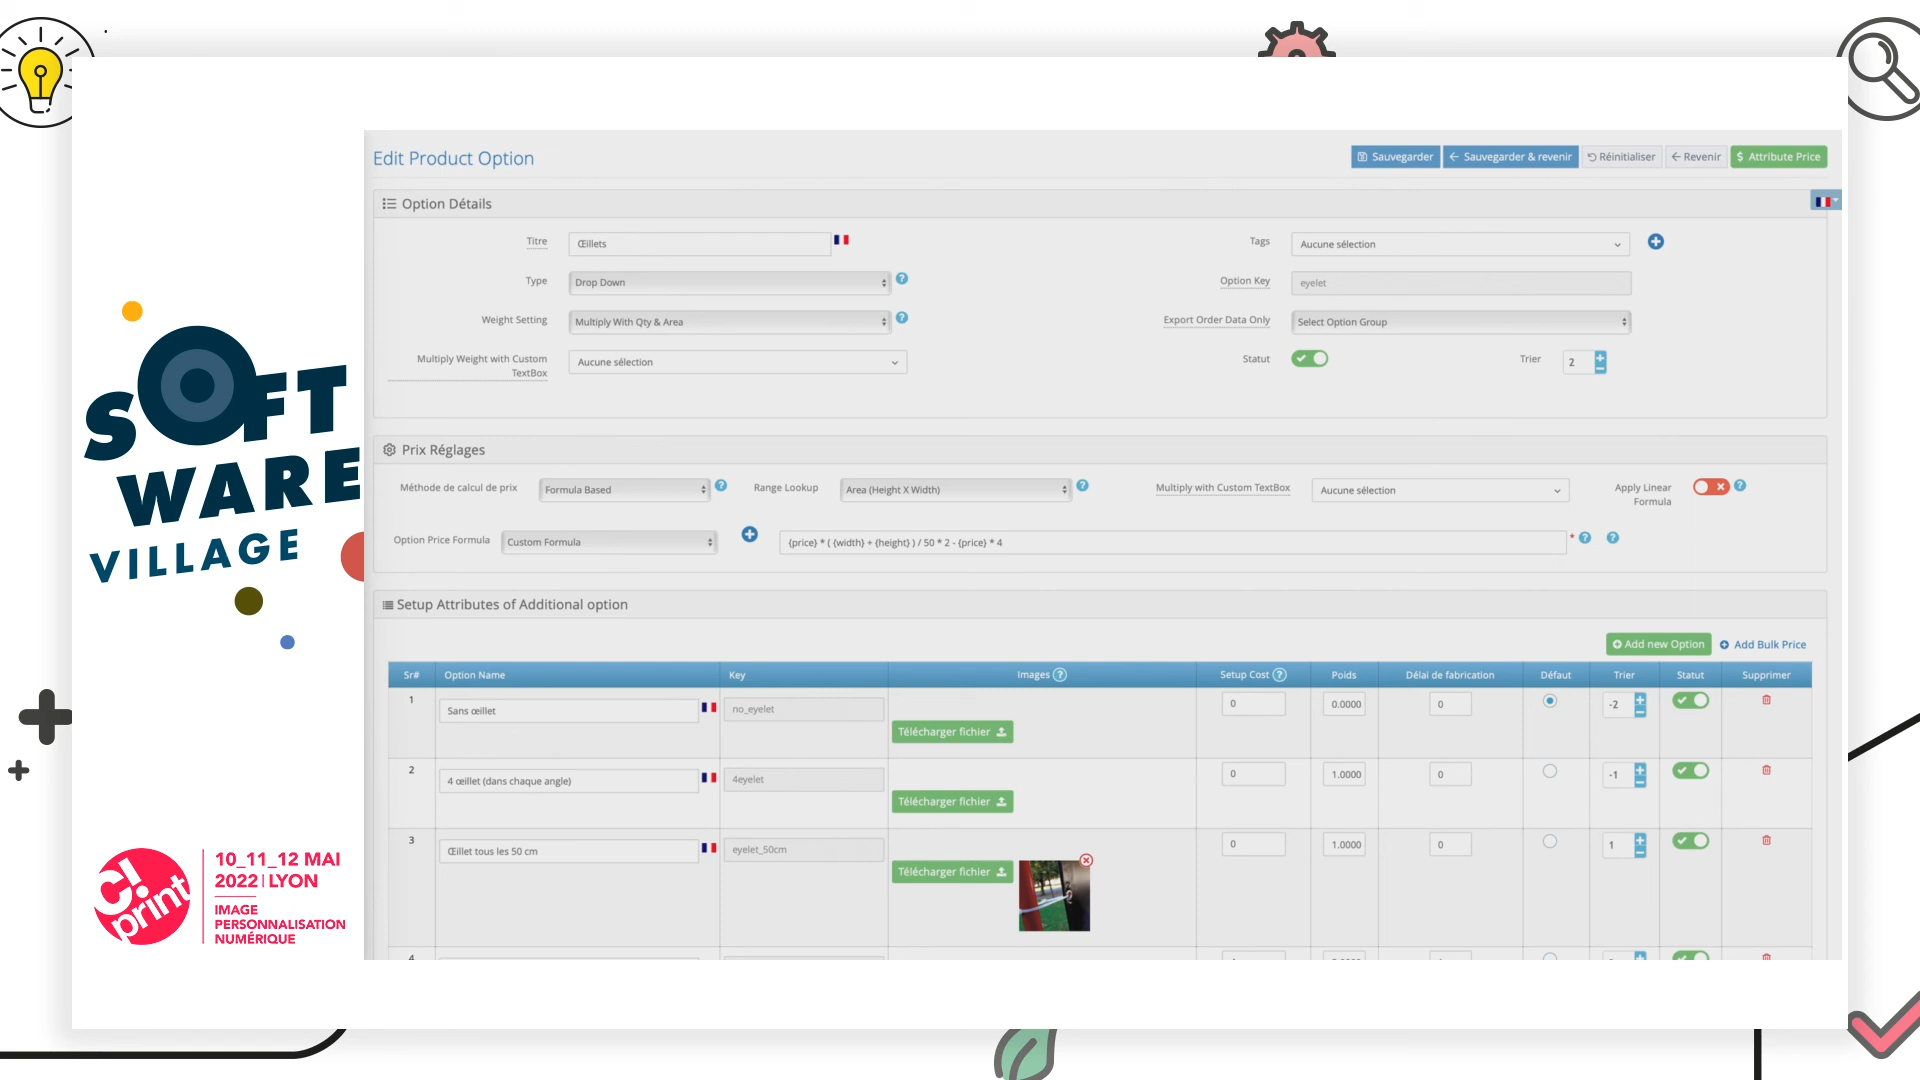 SOFT
WARE
VILLAGE
C!print
10_11_12 MAI
2022 | LYON
IMAGE
PERSONNALISATION
NUMÉRIQUE
Edit Product Option
Sauvegarder
Sauvegarder & revenir
Réinitialiser
Revenir
$ Attribute Price
Option Détails
Titre
Œillets
Tags
Aucune sélection
Type
Drop Down
Option Key
eyelet
Weight Setting
Multiply With Qty & Area
Export Order Data Only
Select Option Group
Multiply Weight with Custom
TextBox
Aucune sélection
Statut
Trier
2
Prix Réglages
Méthode de calcul de prix
Formula Based
Range Lookup
Area (Height X Width)
Multiply with Custom TextBox
Aucune sélection
Apply Linear
Formula
Option Price Formula
Custom Formula
{price} * ( {width} + {height} ) / 50 * 2 - {price} * 4
*
Setup Attributes of Additional option
Add new Option
Add Bulk Price
Sr# Option Name Key Images Setup Cost Poids Délai de fabrication Défaut Trier Statut Supprimer
1 Sans œillet no_eyelet 0 0.0000 0 -2
Télécharger fichier
2 4 œillet (dans chaque angle) 4eyelet 0 1.0000 0 -1
Télécharger fichier
3 Œillet tous les 50 cm eyelet_50cm 0 1.0000 0 1
Télécharger fichier
4